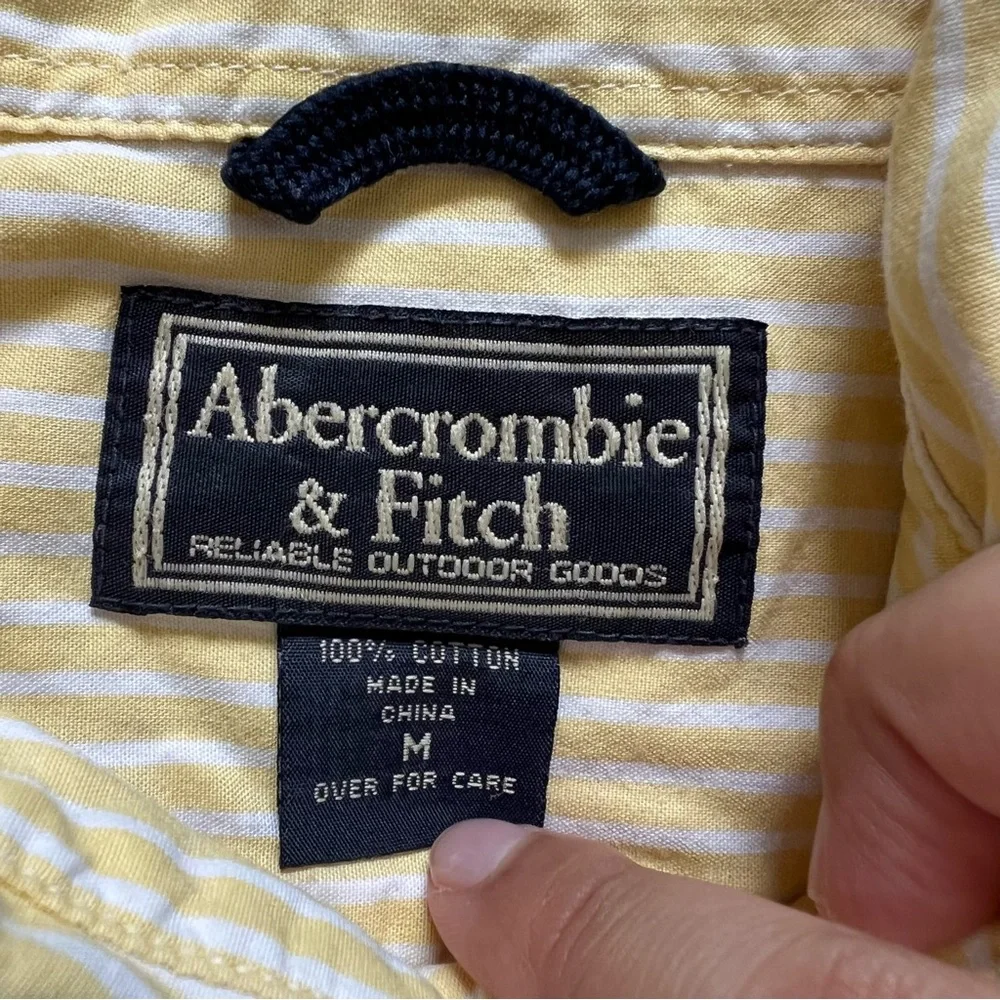 Abercrombie
& Fitch
RELIABLE OUTDOOR GOODS
100% COTTON
MADE IN
CHINA
M
OVER FOR CARE